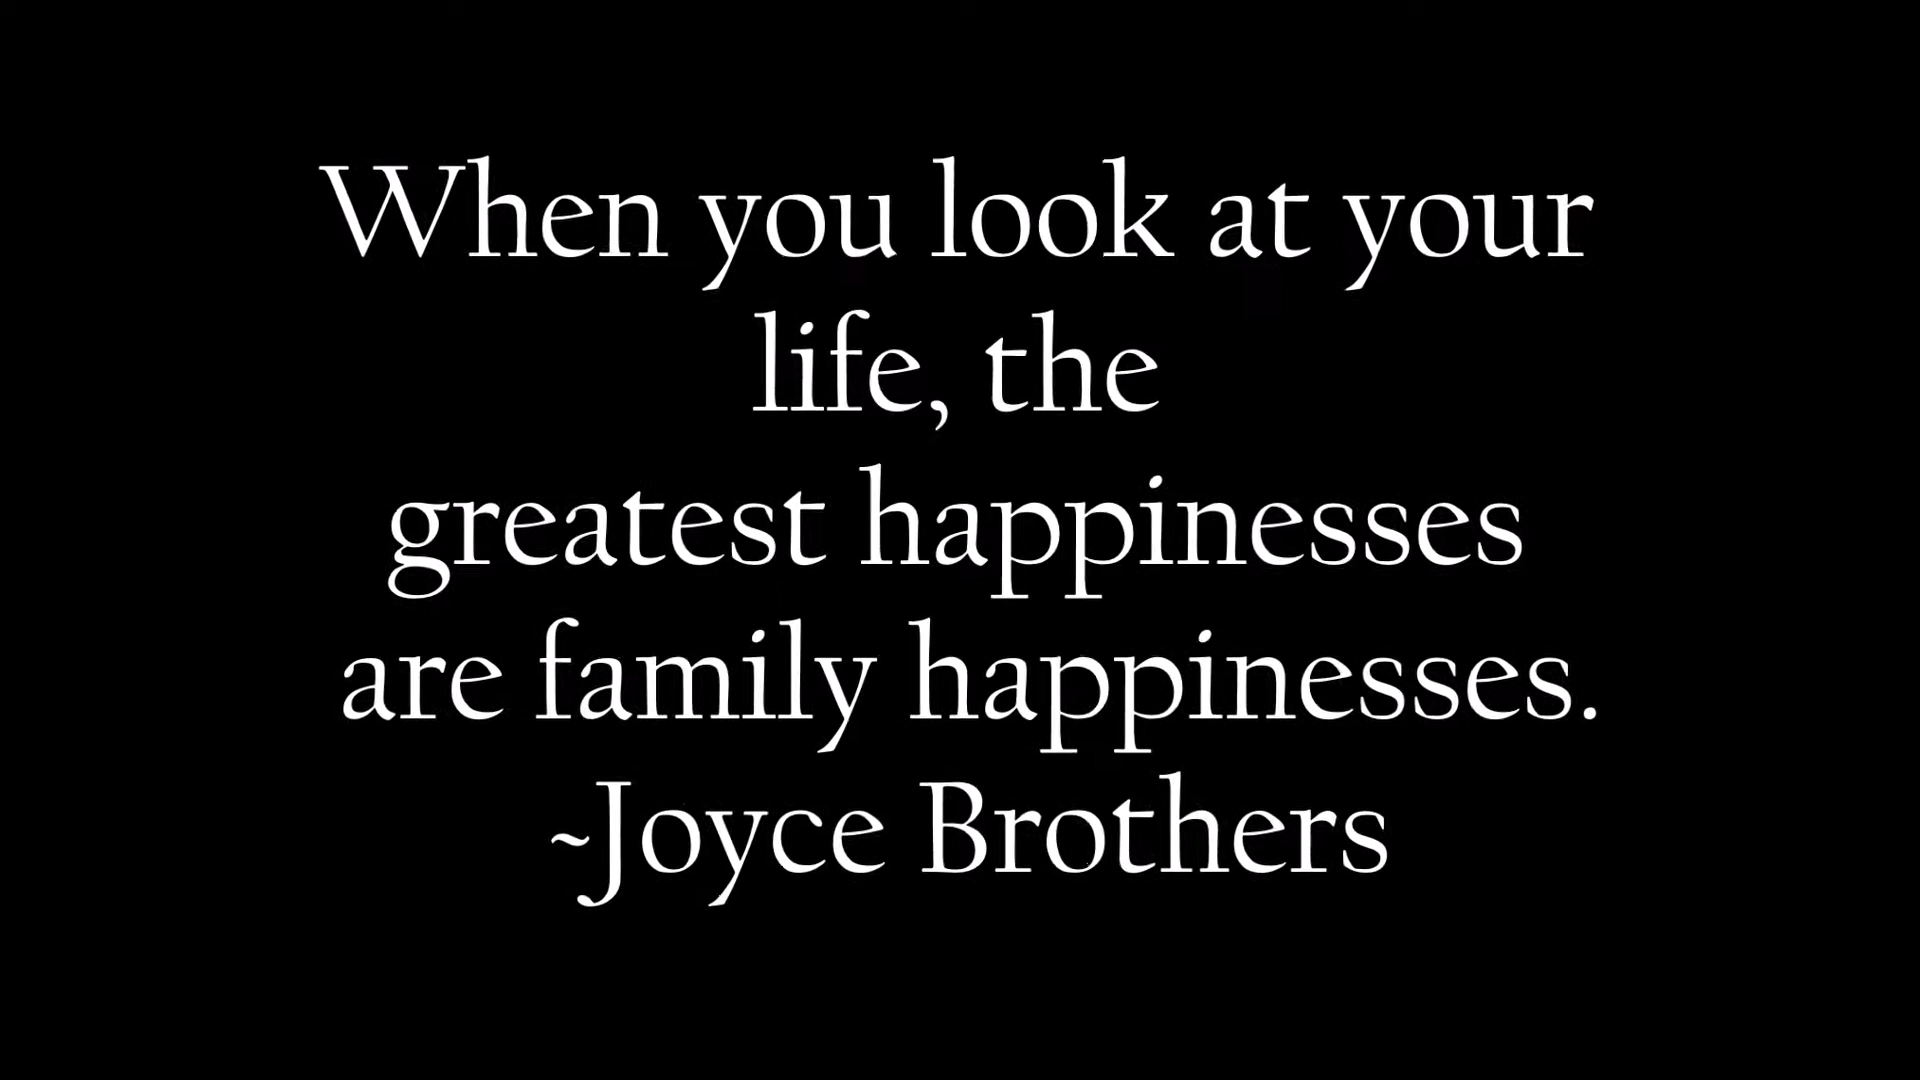 When you look at your
life, the
greatest happinesses
are family happinesses.
~Joyce Brothers